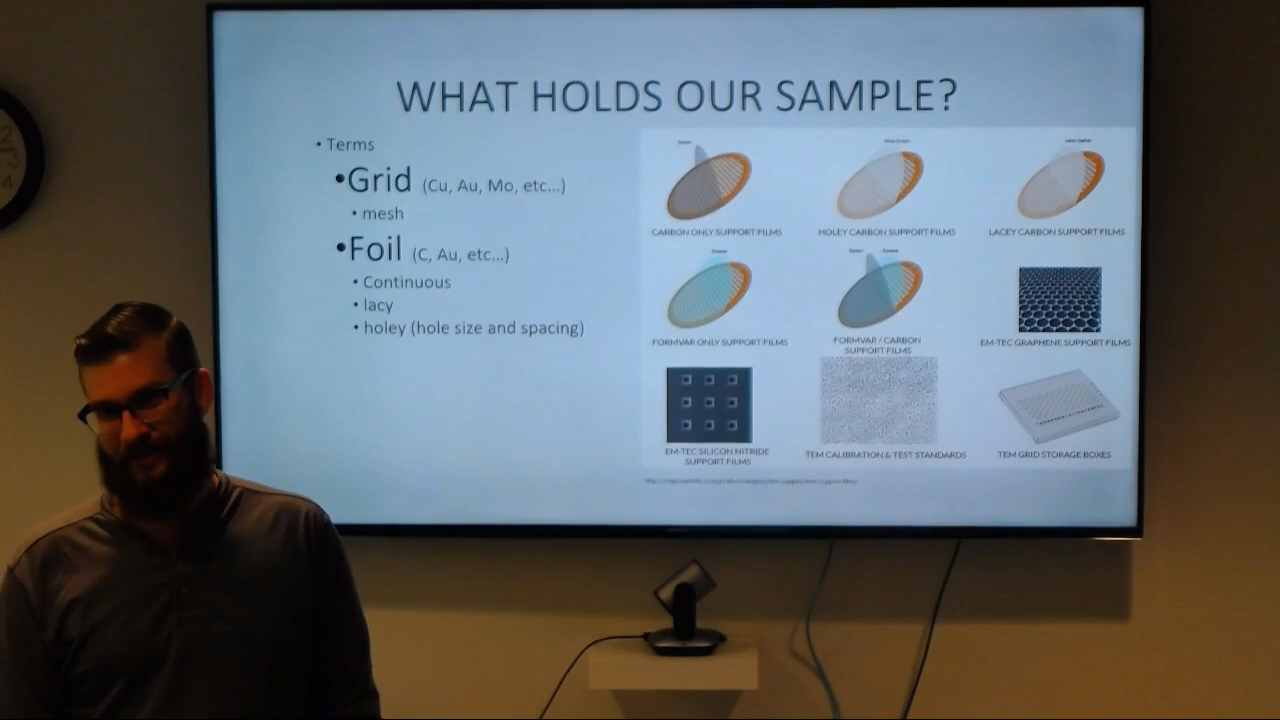 WHAT HOLDS OUR SAMPLE?
• Terms
•Grid (Cu, Au, Mo, etc...)
• mesh
•Foil (C, Au, etc...)
• Continuous
• lacy
• holey (hole size and spacing)
CARBON ONLY SUPPORT FILMS
HOLEY CARBON SUPPORT FILMS
LACEY CARBON SUPPORT FILMS
FORMVAR ONLY SUPPORT FILMS
FORMVAR / CARBON
SUPPORT FILMS
EM-TEC GRAPHENE SUPPORT FILMS
EM-TEC SILICON NITRIDE
SUPPORT FILMS
TEM CALIBRATION & TEST STANDARDS
TEM GRID STORAGE BOXES
2
3
4